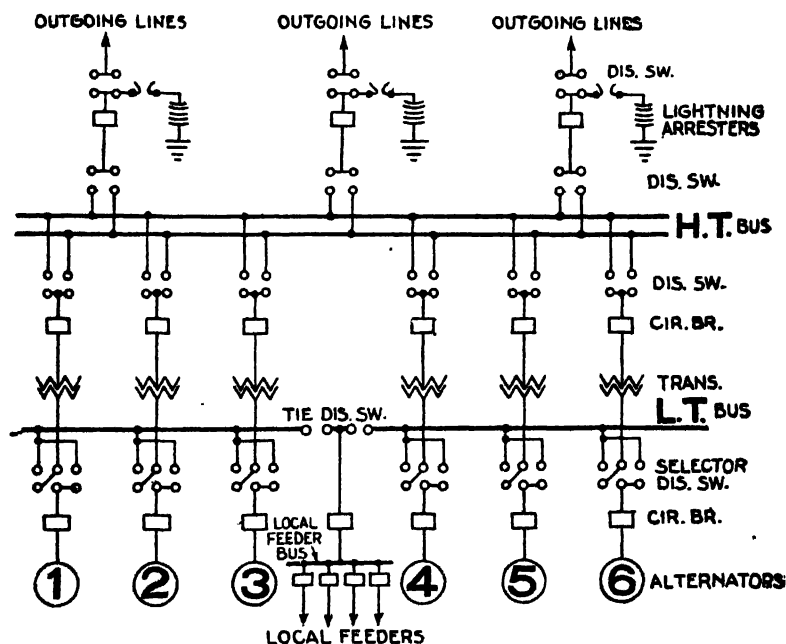 OUTGOING LINES
OUTGOING LINES
OUTGOING LINES
DIS. SW.
LIGHTNING
ARRESTERS
DIS. SW.
H.T. BUS
DIS. SW.
CIR. BR.
TRANS.
L.T. BUS
TIE DIS. SW.
SELECTOR
DIS. SW.
CIR. BR.
LOCAL
FEEDER
BUS
1
2
3
4
5
6
ALTERNATORS
LOCAL FEEDERS